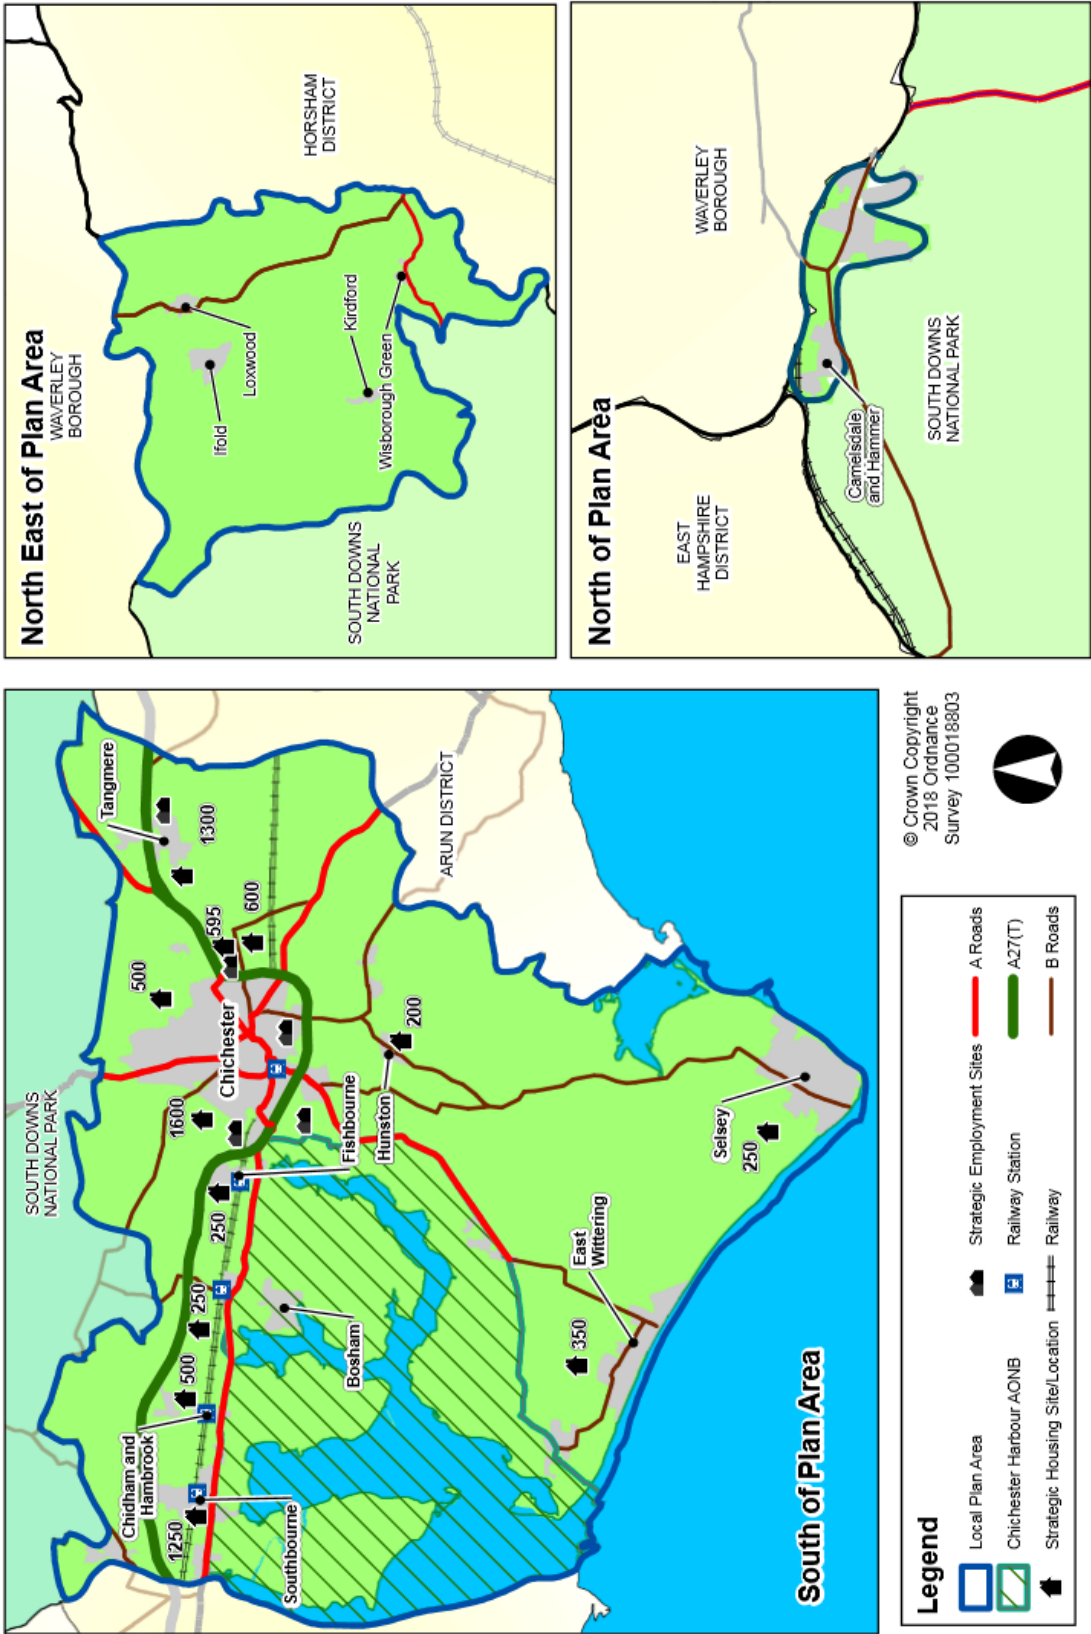 South of Plan Area
SOUTH DOWNS
NATIONAL PARK
Tangmere
1300
500
595
600
Chichester
1600
200
Fishbourne
Hunston
250
250
500
Chidham and
Hambrook
1250
Southbourne
Bosham
East
Wittering
350
Selsey
250
ARUN DISTRICT
North East of Plan Area
WAVERLEY
BOROUGH
HORSHAM
DISTRICT
Loxwood
Ifold
Kirdford
Wisborough Green
SOUTH DOWNS
NATIONAL
PARK
North of Plan Area
WAVERLEY
BOROUGH
EAST
HAMPSHIRE
DISTRICT
Camelsdale
and Hammer
SOUTH DOWNS
NATIONAL PARK
Legend
Local Plan Area
Chichester Harbour AONB
Strategic Housing Site/Location
Strategic Employment Sites
Railway Station
Railway
A Roads
A27(T)
B Roads
© Crown Copyright
2018 Ordnance
Survey 100018803